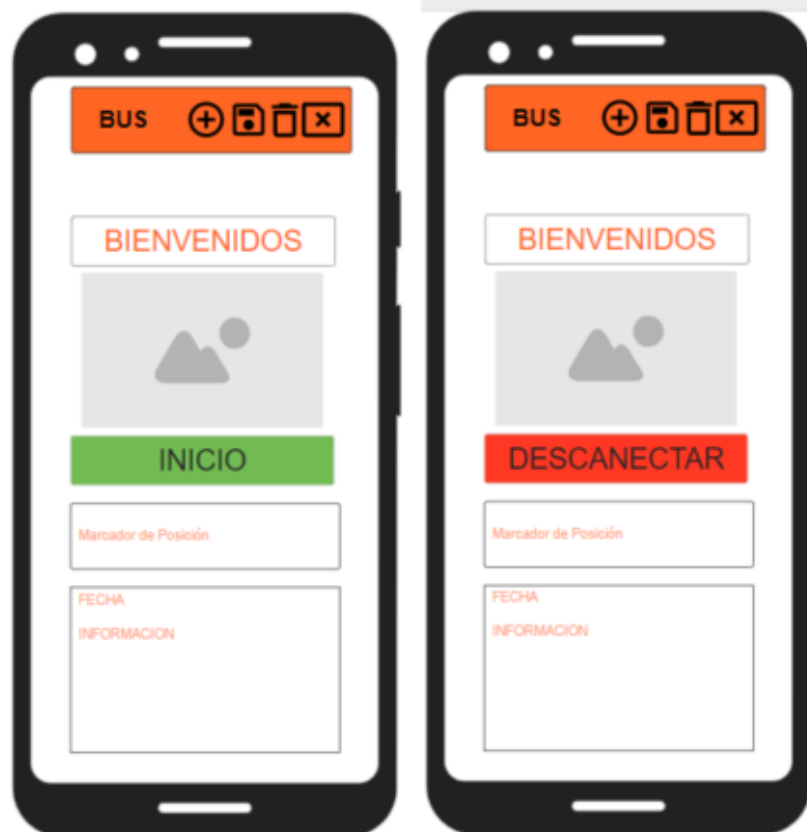 BUS
BIENVENIDOS
INICIO
Marcador de Posición
FECHA
INFORMACION
BUS
BIENVENIDOS
DESCANECTAR
Marcador de Posición
FECHA
INFORMACION